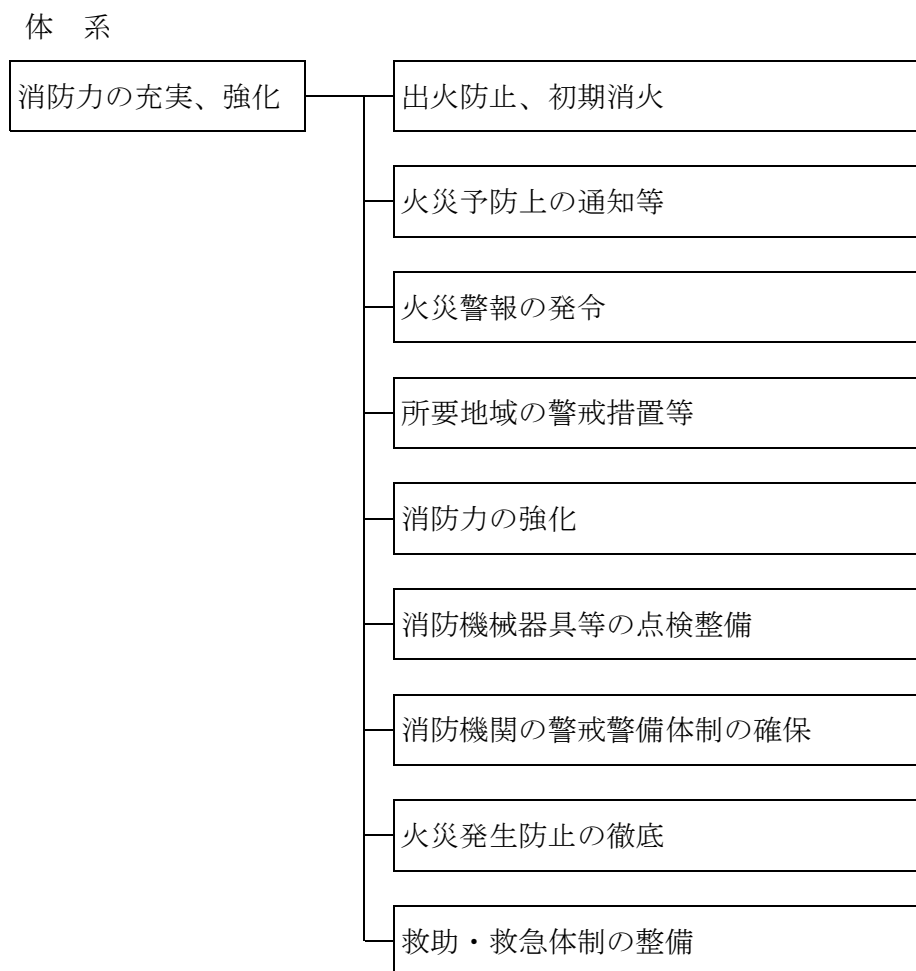 体　系
消防力の充実、強化
出火防止、初期消火
火災予防上の通知等
火災警報の発令
所要地域の警戒措置等
消防力の強化
消防機械器具等の点検整備
消防機関の警戒警備体制の確保
火災発生防止の徹底
救助・救急体制の整備